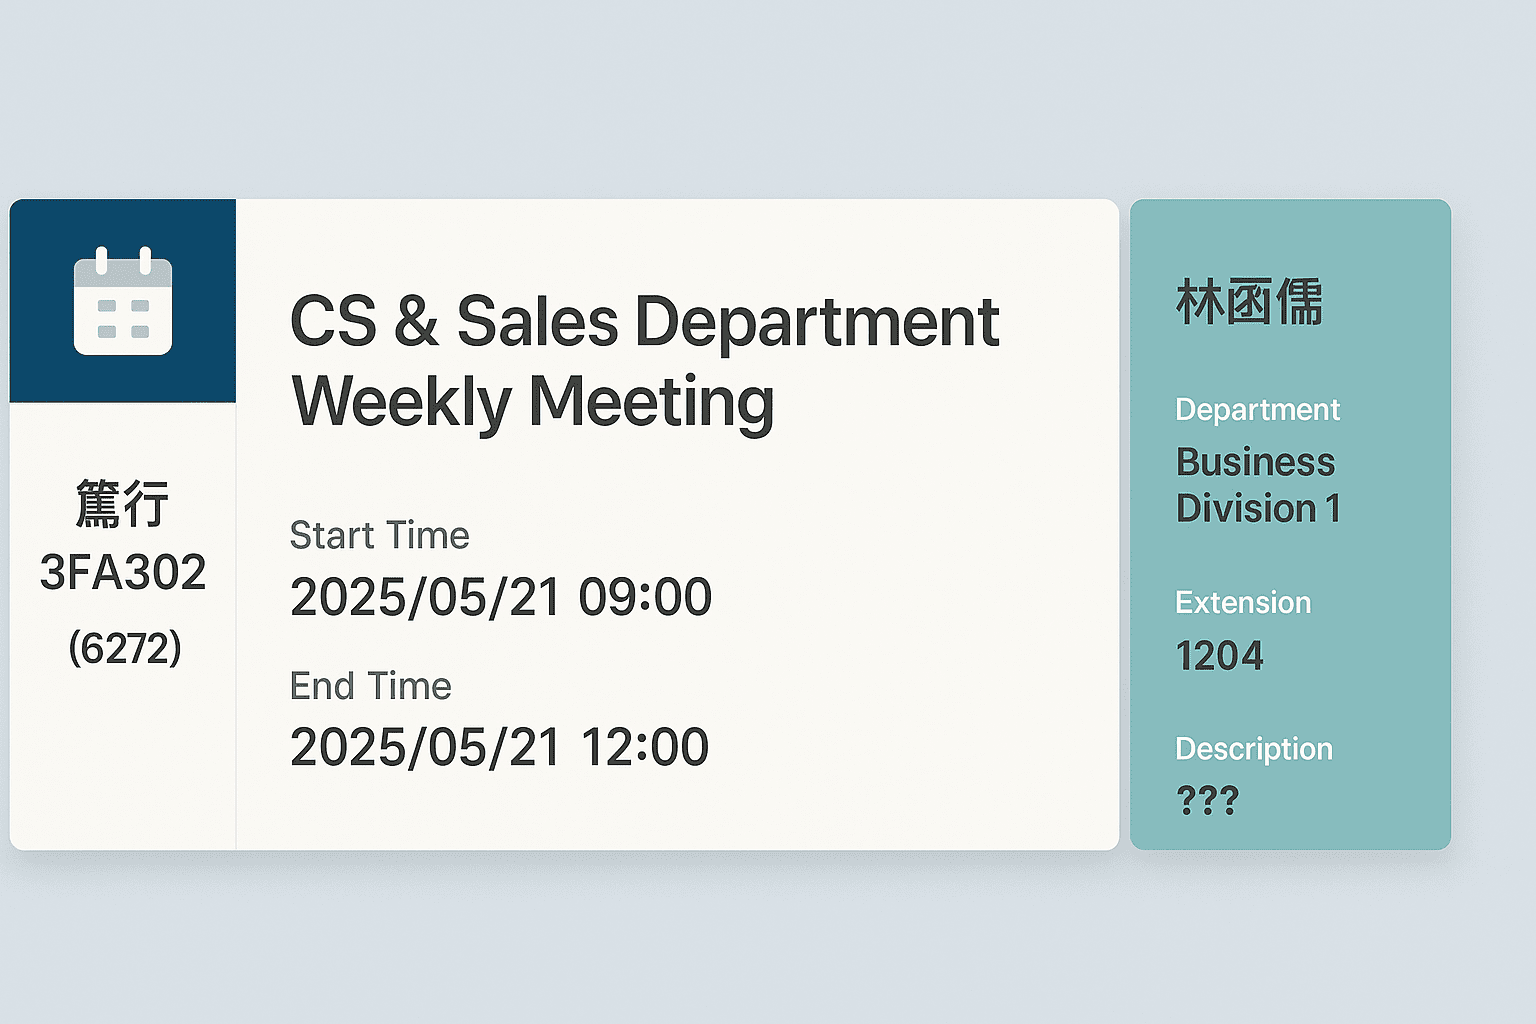 篤行
3FA302
(6272)
CS & Sales Department
Weekly Meeting
Start Time
2025/05/21 09:00
End Time
2025/05/21 12:00
林函儒
Department
Business
Division 1
Extension
1204
Description
???